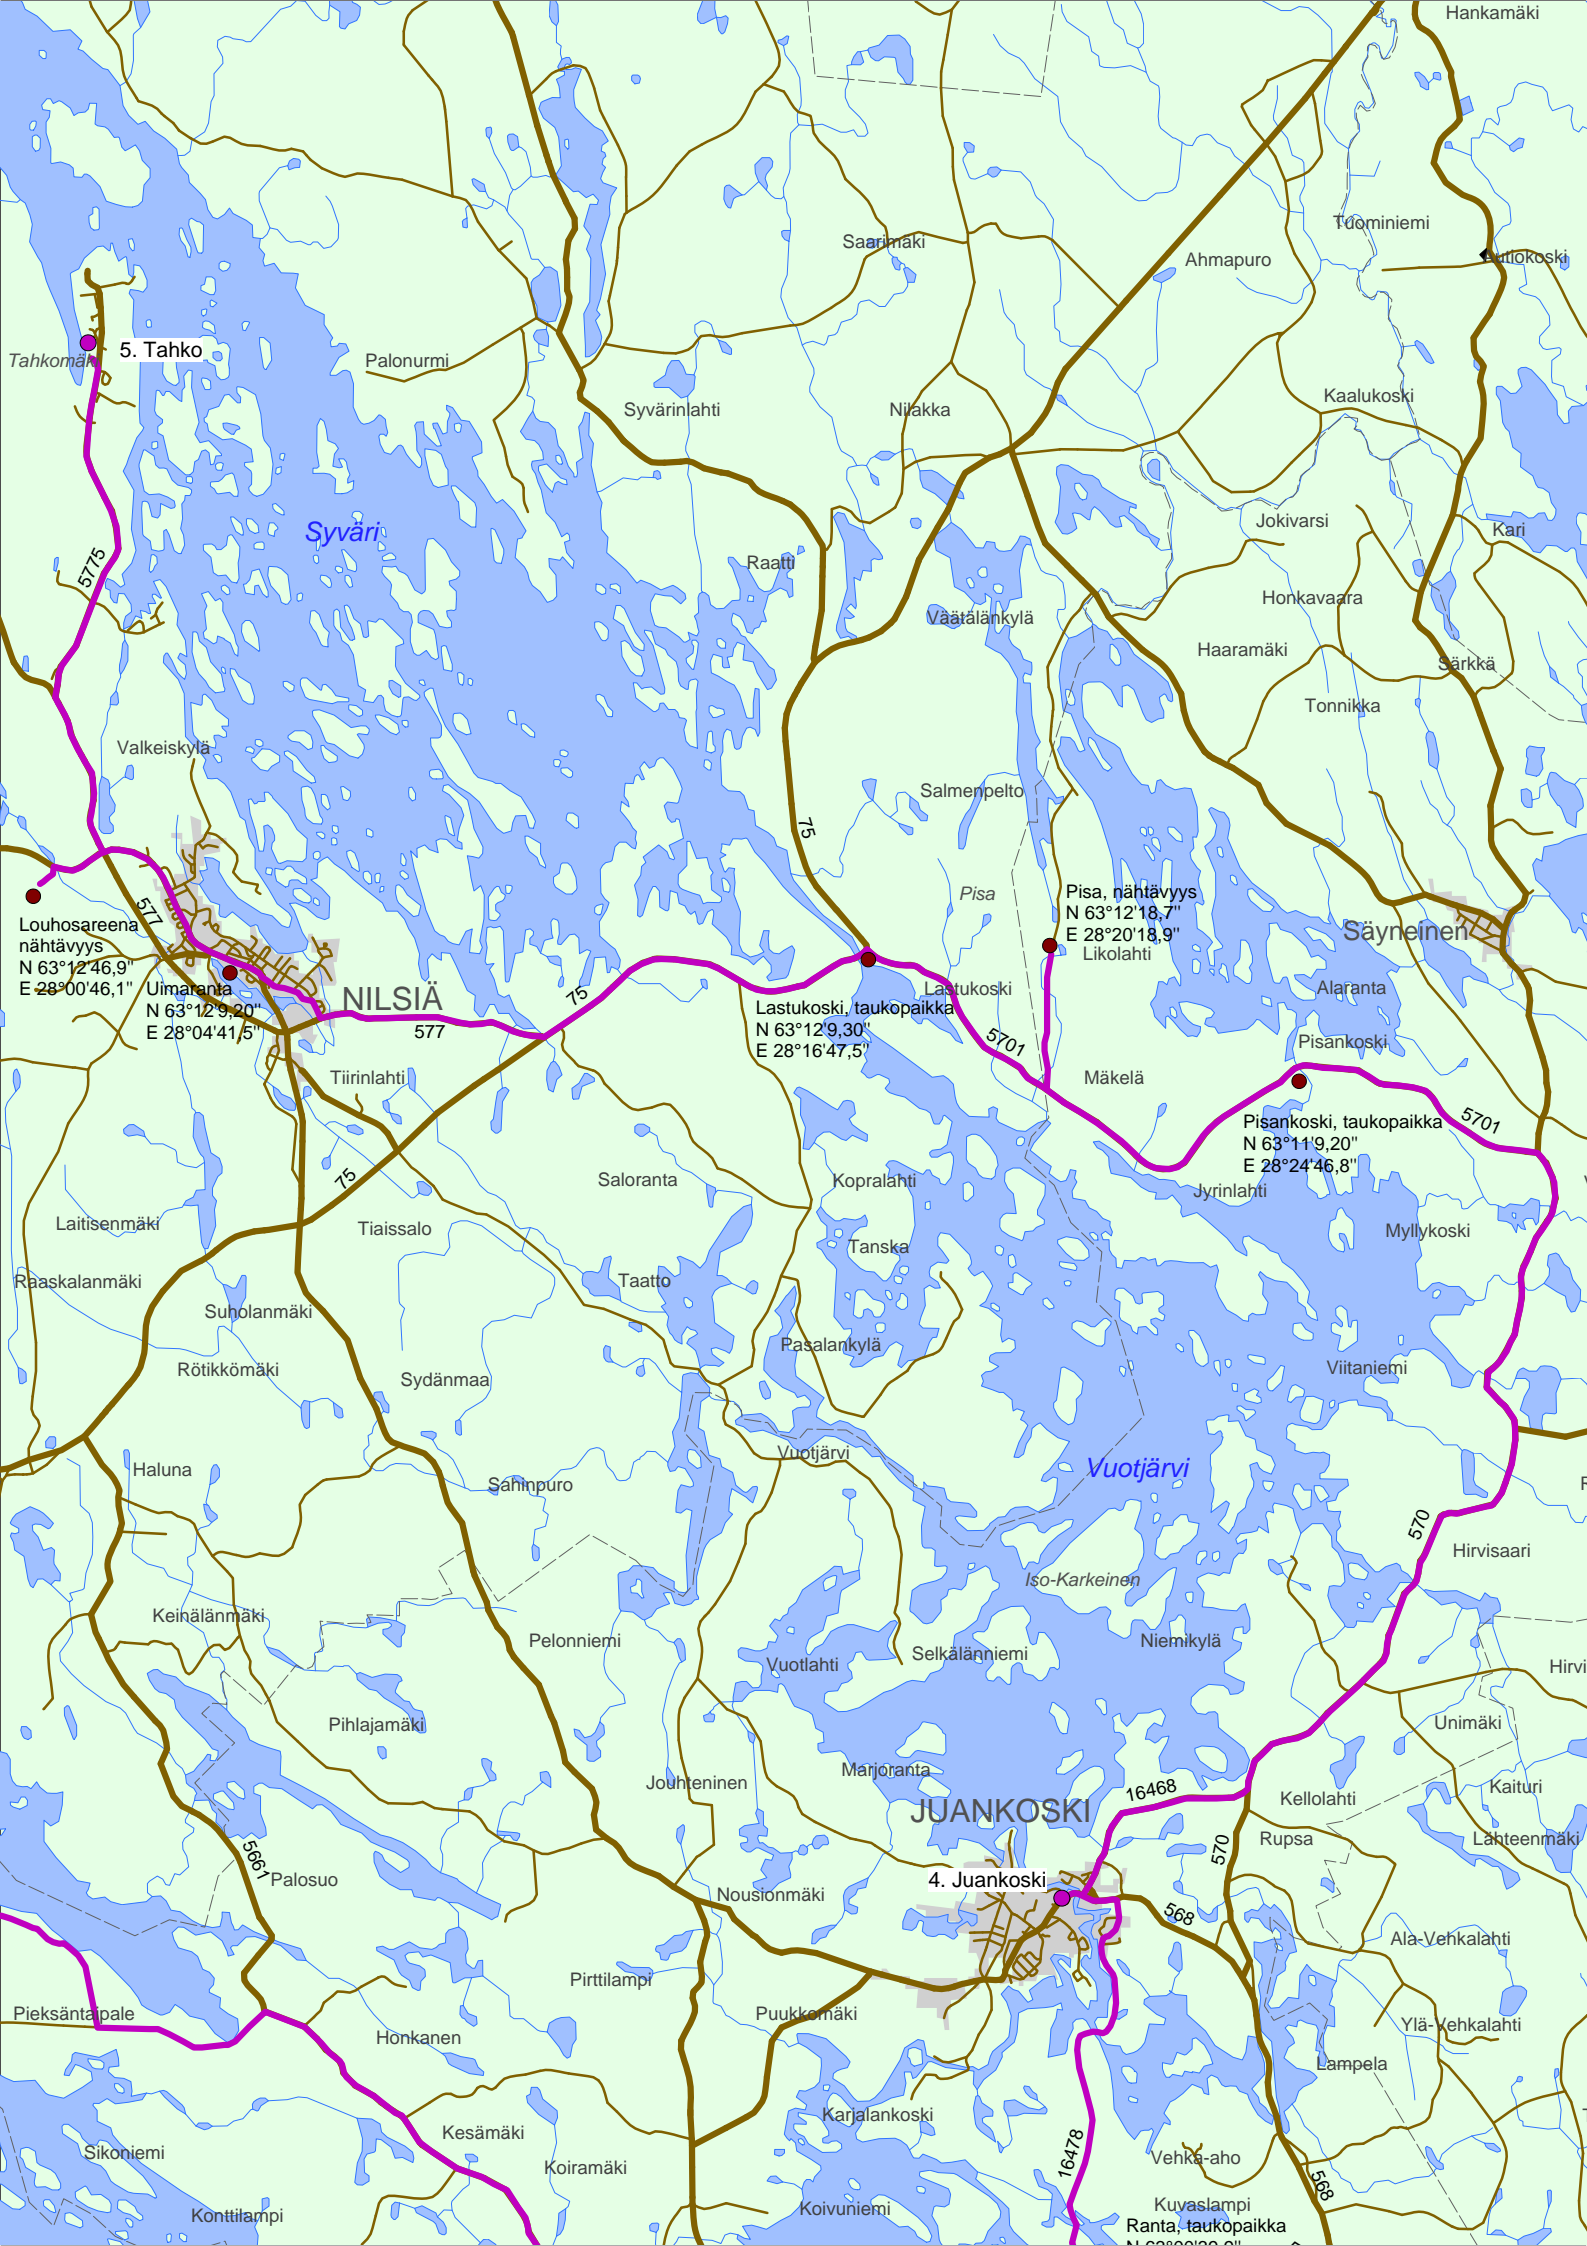 Hankamäki
Tuominiemi
Saarimäki
Ahmapuro
Autiokoski
5. Tahko
Tahkomäki
Palonurmi
Syvärinlahti
Nilakka
Kaalukoski
Syväri
Jokivarsi
Kari
5775
Raatti
Väätälänkylä
Honkavaara
Haaramäki
Särkkä
Tonnikka
Valkeiskylä
Salmenpelto
75
Pisa
Pisa, nähtävyys
N 63°12'18,7"
E 28°20'18,9"
Likolahti
577
Louhosareena
nähtävyys
N 63°12'46,9"
E 28°00'46,1"
Uimaranta
N 63°12'9,20"
E 28°04'41,5"
NILSIÄ
577
75
Säyneinen
Lastukoski
Lastukoski, taukopaikka
N 63°12'9,30"
E 28°16'47,5"
Alaranta
5701
Pisankoski
Tiirinlahti
Mäkelä
Pisankoski, taukopaikka
N 63°11'9,20"
E 28°24'46,8"
5701
75
Saloranta
Kopralahti
Jyrinlahti
Laitisenmäki
Tiaissalo
Myllykoski
Tanska
Raaskalanmäki
Taatto
Suholanmäki
Pasalankylä
Rötikkömäki
Sydänmaa
Viitaniemi
Haluna
Vuotjärvi
Vuotjärvi
Sahinpuro
570
Hirvisaari
Iso-Karkeinen
Keinälänmäki
Pelonniemi
Niemikylä
Selkälänniemi
Vuotlahti
Hirvi
Pihlajamäki
Unimäki
Marjoranta
Jouhteninen
16468
Kaituri
Kellolahti
JUANKOSKI
Rupsa
Lähteenmäki
570
5661
Palosuo
4. Juankoski
Nousionmäki
568
Ala-Vehkalahti
Pirttilampi
Pieksäntaipale
Puukkomäki
Ylä-Vehkalahti
Honkanen
Lampela
Karjalankoski
Kesämäki
16478
Sikoniemi
Koiramäki
Vehka-aho
568
Konttilampi
Koivuniemi
Kuvaslampi
Ranta, taukopaikka